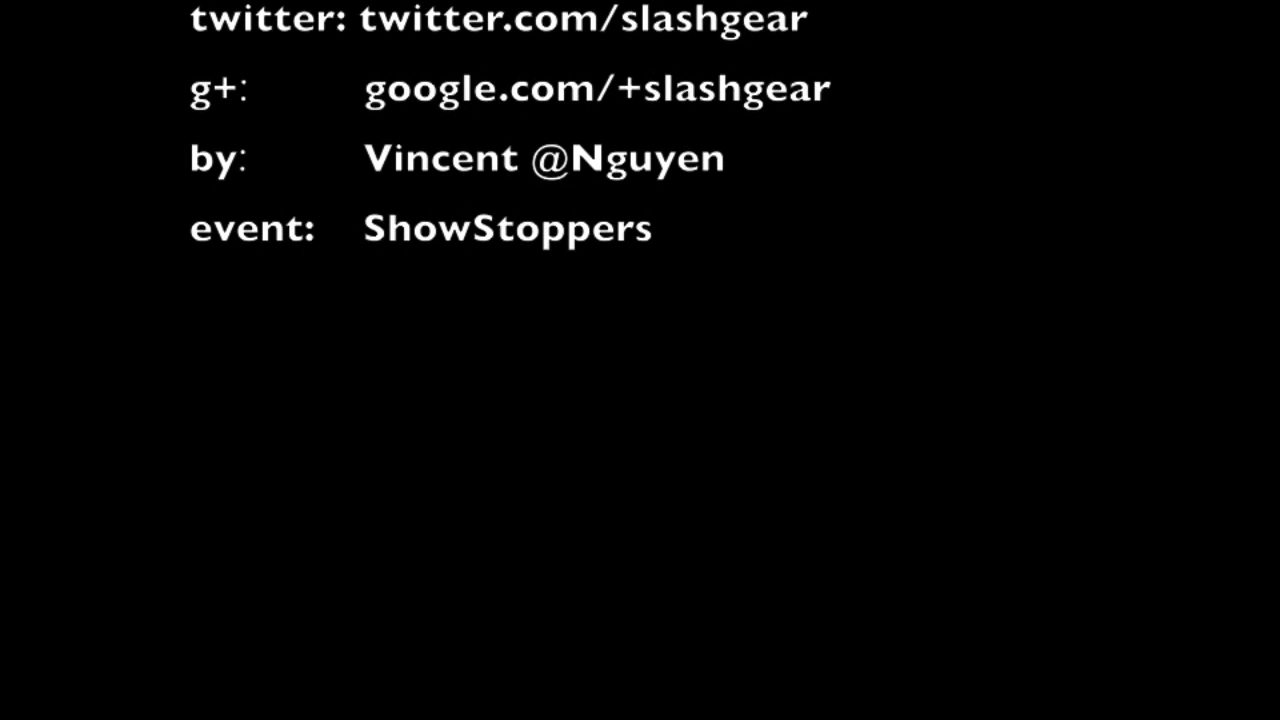 twitter: twitter.com/slashgear
g+: google.com/+slashgear
by: Vincent @Nguyen
event: ShowStoppers